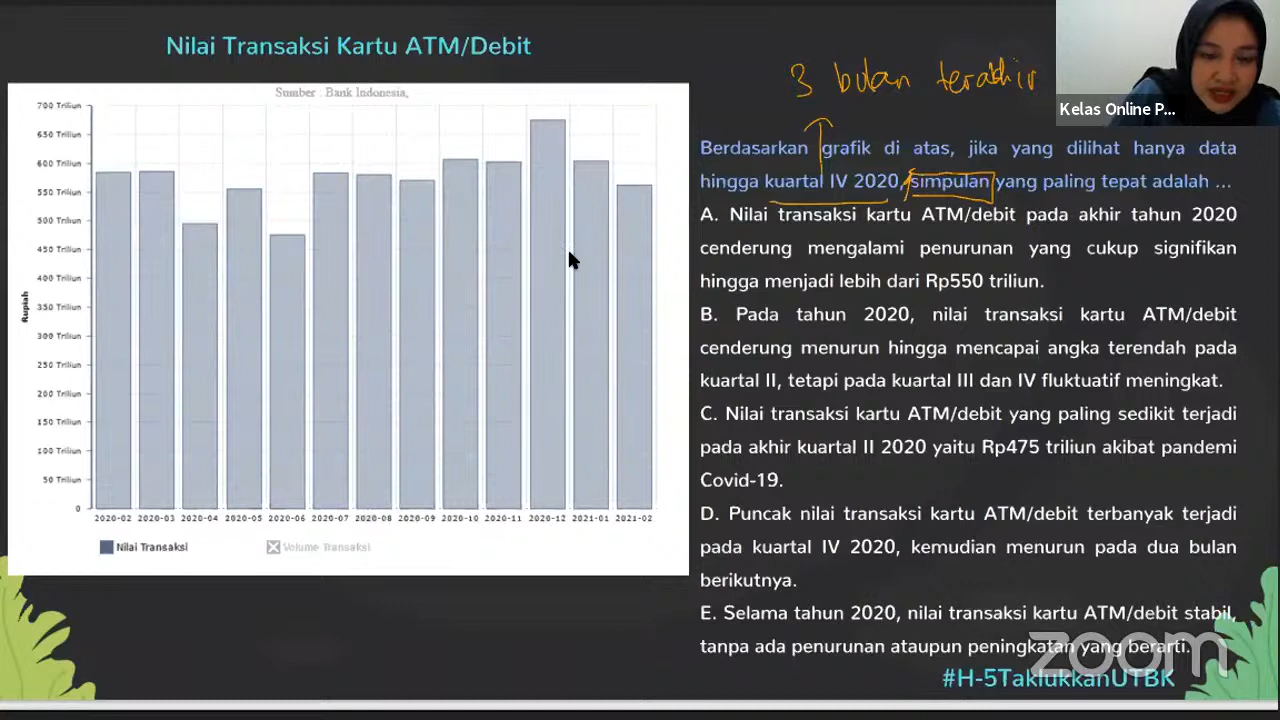 Nilai Transaksi Kartu ATM/Debit
Sumber : Bank Indonesia,
700 Triliun
650 Triliun
600 Triliun
550 Triliun
500 Triliun
450 Triliun
400 Triliun
350 Triliun
300 Triliun
250 Triliun
200 Triliun
150 Triliun
100 Triliun
50 Triliun
0
Rupiah
2020-02 2020-03 2020-04 2020-05 2020-06 2020-07 2020-08 2020-09 2020-10 2020-11 2020-12 2021-01 2021-02
Nilai Transaksi Volume Transaksi
3 bulan terakhir
Kelas Online P...
Berdasarkan grafik di atas, jika yang dilihat hanya data
hingga kuartal IV 2020, simpulan yang paling tepat adalah ...
A. Nilai transaksi kartu ATM/debit pada akhir tahun 2020
cenderung mengalami penurunan yang cukup signifikan
hingga menjadi lebih dari Rp550 triliun.
B. Pada tahun 2020, nilai transaksi kartu ATM/debit
cenderung menurun hingga mencapai angka terendah pada
kuartal II, tetapi pada kuartal III dan IV fluktuatif meningkat.
C. Nilai transaksi kartu ATM/debit yang paling sedikit terjadi
pada akhir kuartal II 2020 yaitu Rp475 triliun akibat pandemi
Covid-19.
D. Puncak nilai transaksi kartu ATM/debit terbanyak terjadi
pada kuartal IV 2020, kemudian menurun pada dua bulan
berikutnya.
E. Selama tahun 2020, nilai transaksi kartu ATM/debit stabil,
tanpa ada penurunan ataupun peningkatan yang berarti.
zoom
#H-5TaklukkanUTBK